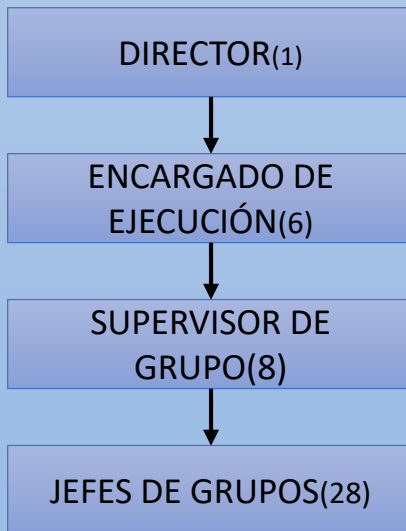 DIRECTOR(1)
ENCARGADO DE
EJECUCIÓN(6)
SUPERVISOR DE
GRUPO(8)
JEFES DE GRUPOS(28)